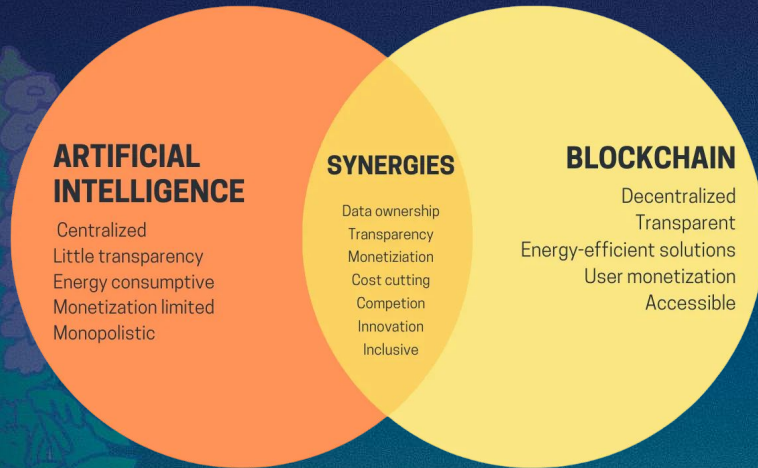 ARTIFICIAL
INTELLIGENCE
Centralized
Little transparency
Energy consumptive
Monetization limited
Monopolistic
SYNERGIES
Data ownership
Transparency
Monetiziation
Cost cutting
Competion
Innovation
Inclusive
BLOCKCHAIN
Decentralized
Transparent
Energy-efficient solutions
User monetization
Accessible